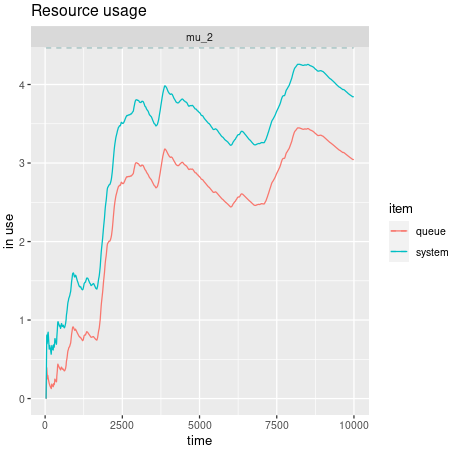 Resource usage
mu_2
in use
4
3
2
1
0
0 2500 5000 7500 10000
time
item
queue
system